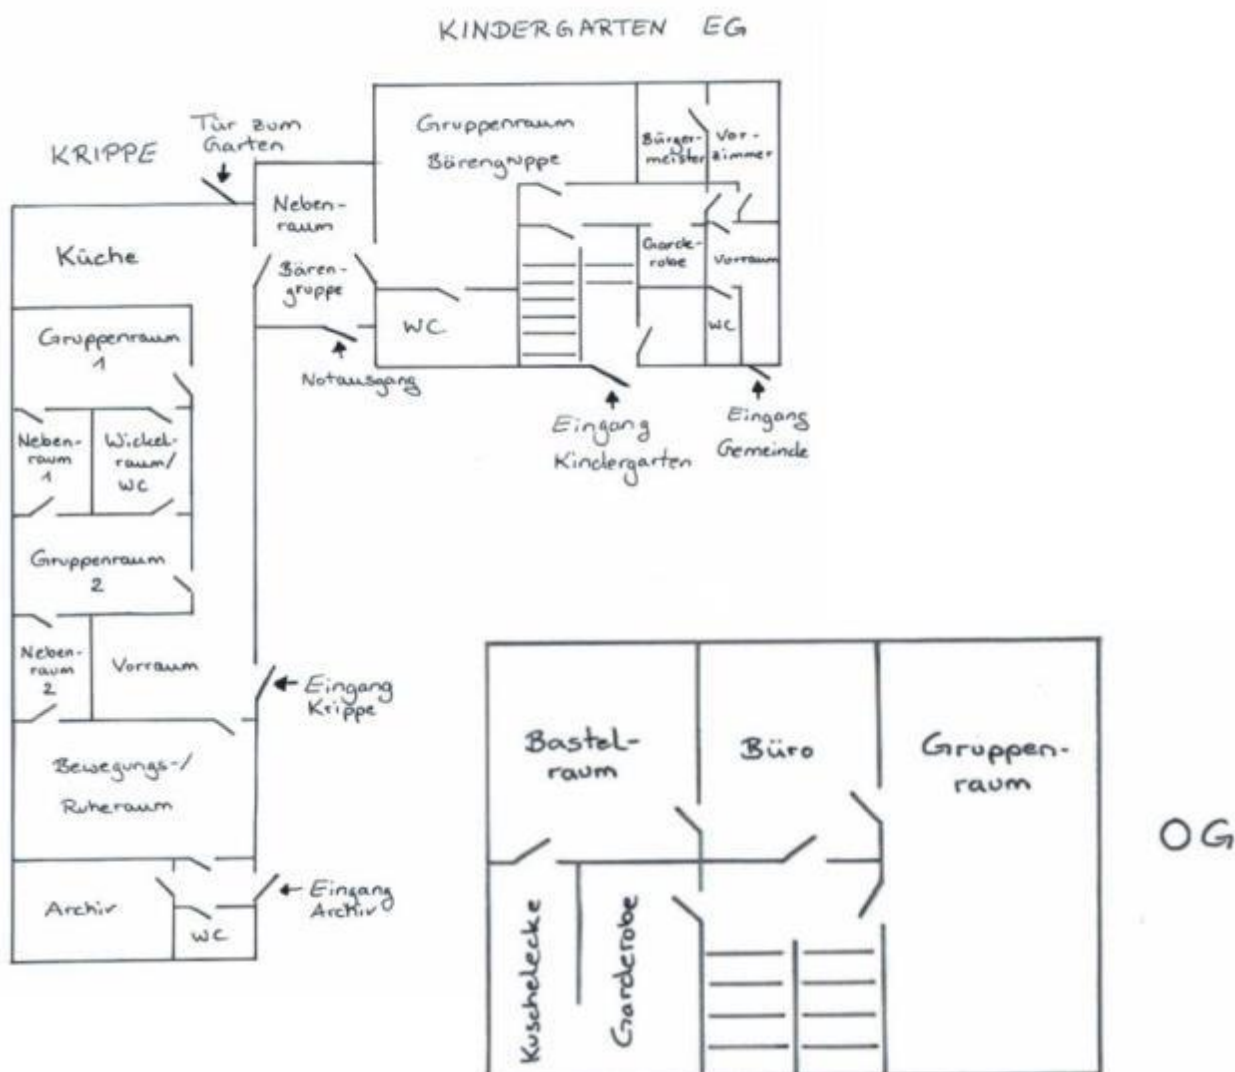 KINDERGARTEN EG
KRIPPE
Tür zum
Garten
Küche
Gruppenraum
1
Neben-
raum
1
Wickel-
raum/
WC
Gruppenraum
2
Neben-
raum
2
Vorraum
Bewegungs-/
Ruheraum
Archiv
WC
Eingang
Krippe
Eingang
Archiv
Neben-
raum
Bären-
gruppe
Notausgang
Gruppenraum
Bärengruppe
WC
Bürger-
meister
Vor-
zimmer
Garde-
robe
Vorraum
WC
Eingang
Kindergarten
Eingang
Gemeinde
Bastel-
raum
Büro
Gruppen-
raum
Kuschelecke
Garderobe
OG